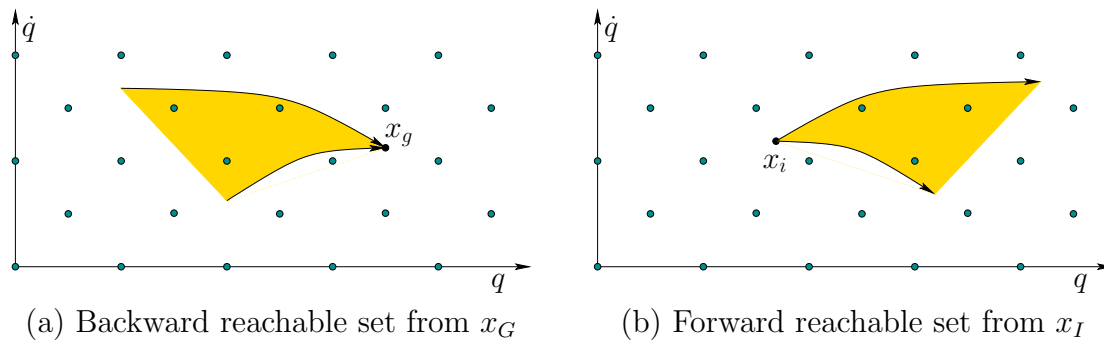 q̇
x_g
q
(a) Backward reachable set from x_G
q̇
x_i
q
(b) Forward reachable set from x_I